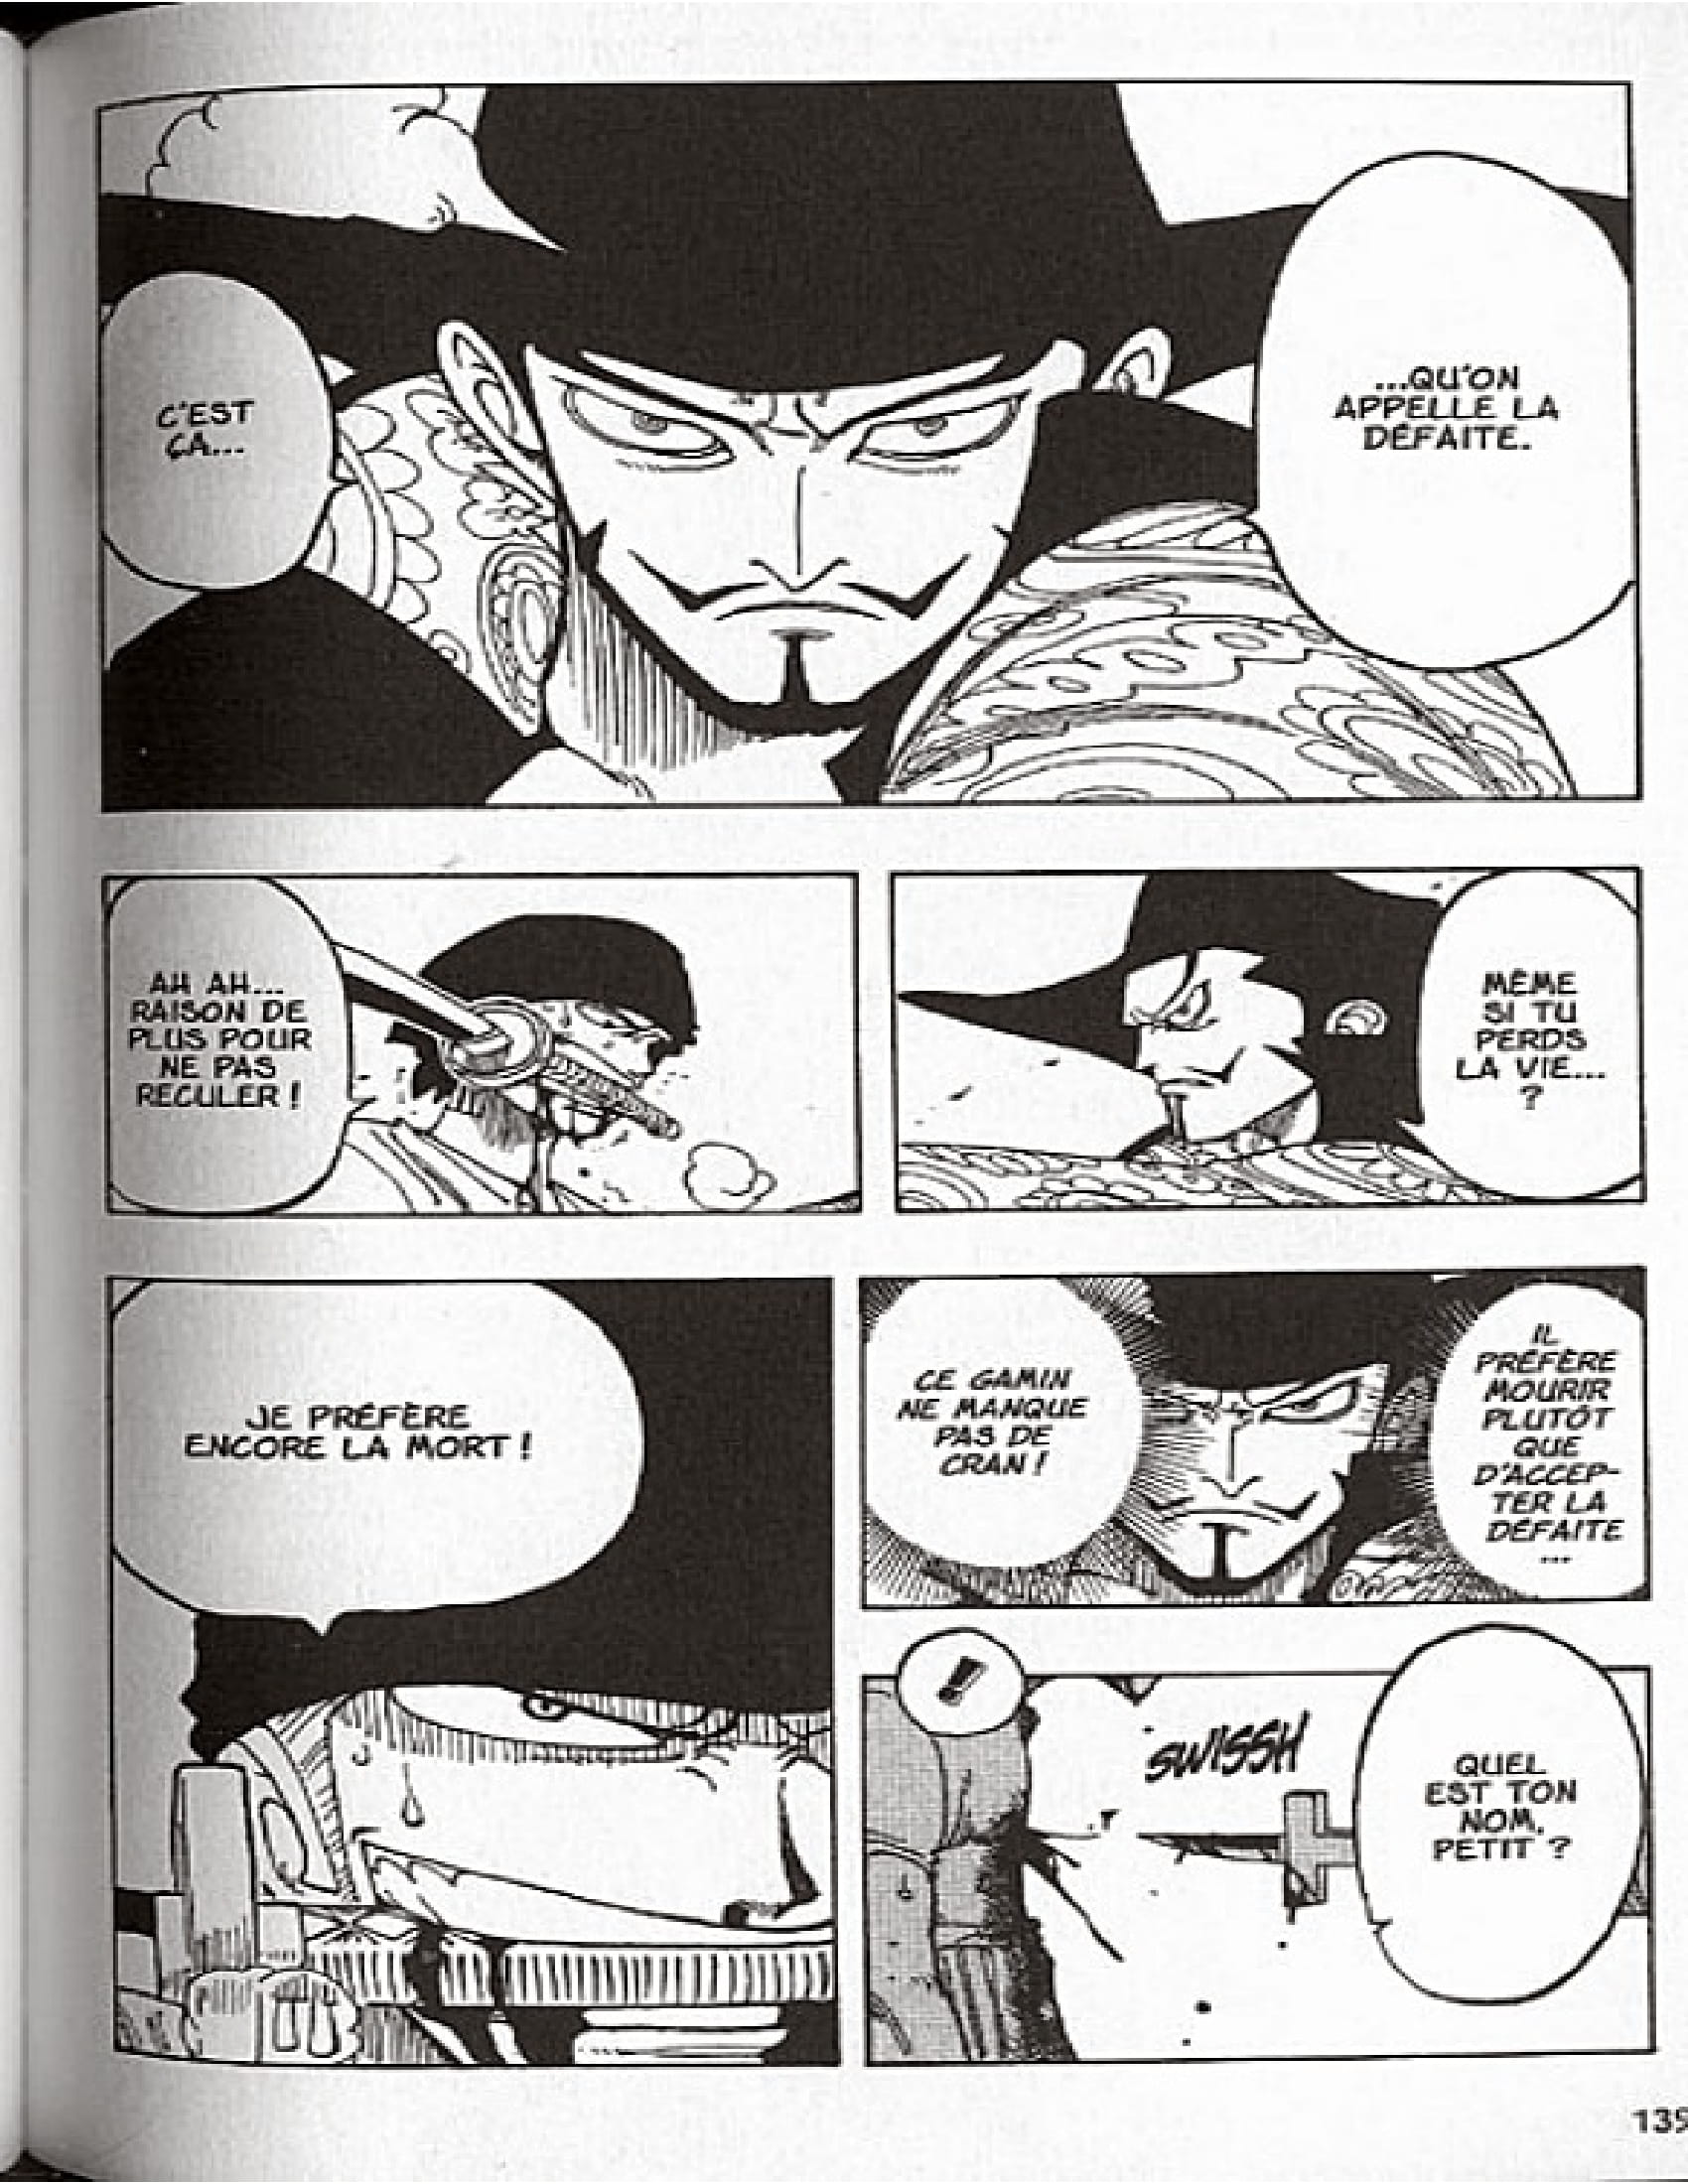 ...QU'ON
APPELLE LA
DÉFAITE.
C'EST
ÇA...
MÊME
SI TU
PERDS
LA VIE...
?
AH AH...
RAISON DE
PLUS POUR
NE PAS
RECULER !
IL
PRÉFÈRE
MOURIR
PLUTÔT
QUE
D'ACCEP-
TER LA
DÉFAITE
...
CE GAMIN
NE MANQUE
PAS DE
CRAN !
QUEL
EST TON
NOM,
PETIT ?
SWISSH
!
JE PRÉFÈRE
ENCORE LA MORT !
139